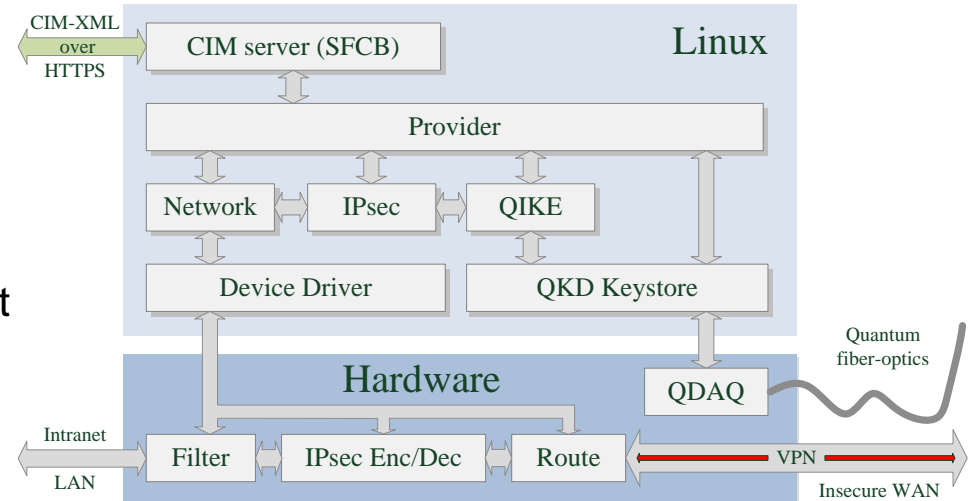 CIM-XML
over
HTTPS
CIM server (SFCB)
Linux
Provider
Network
IPsec
QIKE
Device Driver
QKD Keystore
t
Quantum
fiber-optics
Hardware
QDAQ
Intranet
LAN
Filter
IPsec Enc/Dec
Route
VPN
Insecure WAN